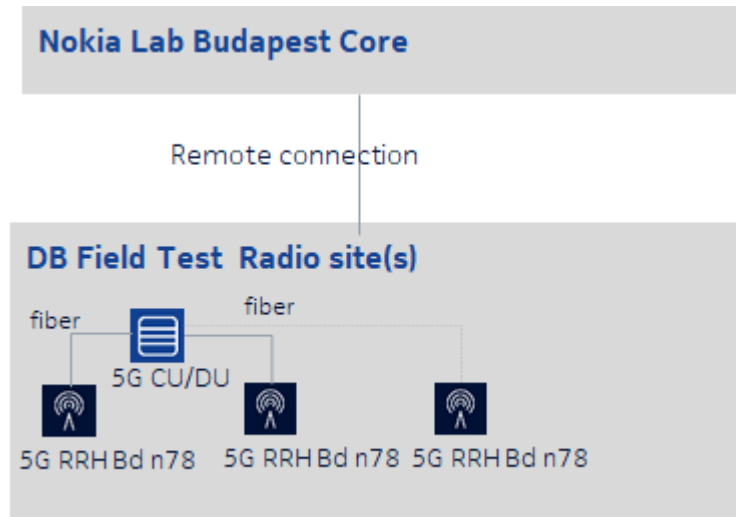 Nokia Lab Budapest Core
Remote connection
DB Field Test Radio site(s)
fiber
fiber
5G CU/DU
5G RRH Bd n78
5G RRH Bd n78
5G RRH Bd n78